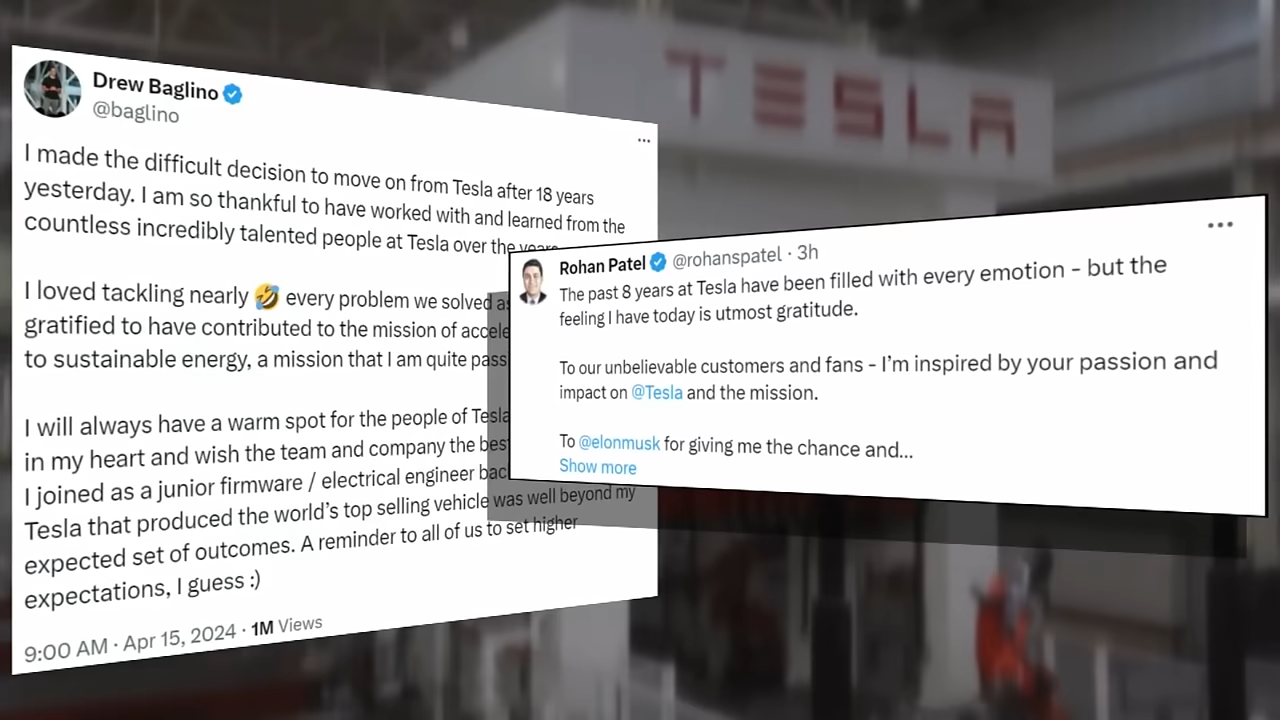 TESLA
Drew Baglino
@baglino
I made the difficult decision to move on from Tesla after 18 years
yesterday. I am so thankful to have worked with and learned from the
countless incredibly talented people at Tesla over the years
I loved tackling nearly 🤣 every problem we solved as
gratified to have contributed to the mission of accele
to sustainable energy, a mission that I am quite pass
I will always have a warm spot for the people of Tesla
in my heart and wish the team and company the best
I joined as a junior firmware / electrical engineer bac
Tesla that produced the world's top selling vehicle was well beyond my
expected set of outcomes. A reminder to all of us to set higher
expectations, I guess :)
9:00 AM · Apr 15, 2024 · 1M Views
Rohan Patel @rohanspatel · 3h
The past 8 years at Tesla have been filled with every emotion - but the
feeling I have today is utmost gratitude.
To our unbelievable customers and fans - I'm inspired by your passion and
impact on @Tesla and the mission.
To @elonmusk for giving me the chance and...
Show more